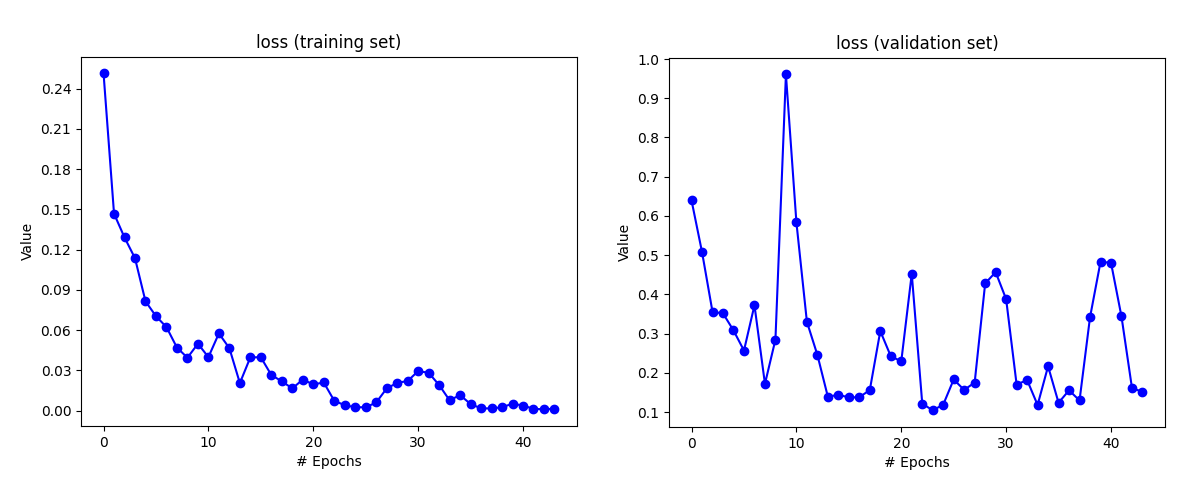 loss (training set)
Value
0.24
0.21
0.18
0.15
0.12
0.09
0.06
0.03
0.00
0 10 20 30 40
# Epochs
loss (validation set)
Value
1.0
0.9
0.8
0.7
0.6
0.5
0.4
0.3
0.2
0.1
0 10 20 30 40
# Epochs